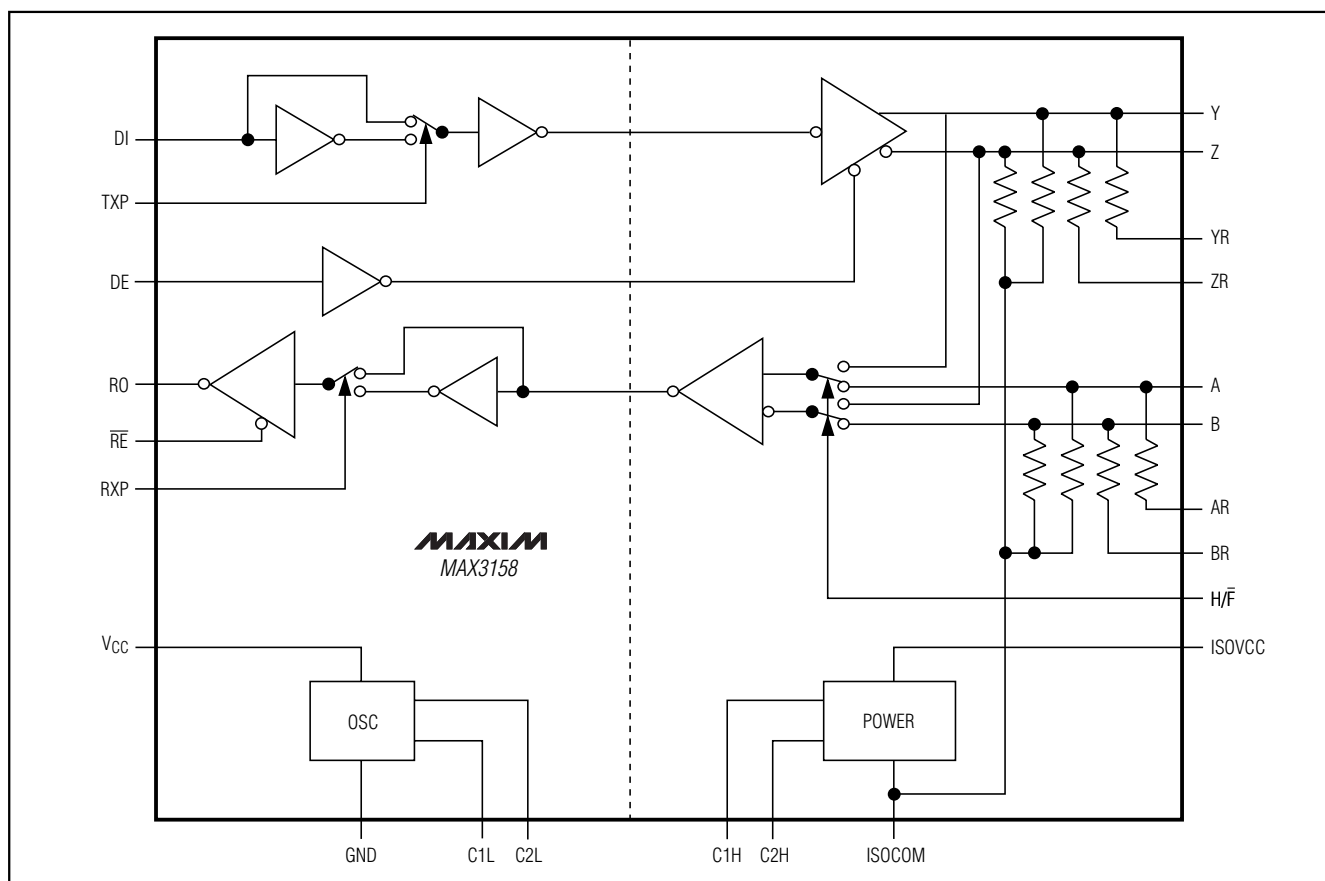 DI
TXP
DE
RO
R̅E̅
RXP
VCC
Y
Z
YR
ZR
A
B
AR
BR
H/F̅
ISOVCC
MAXIM
MAX3158
OSC
POWER
GND
C1L
C2L
C1H
C2H
ISOCOM